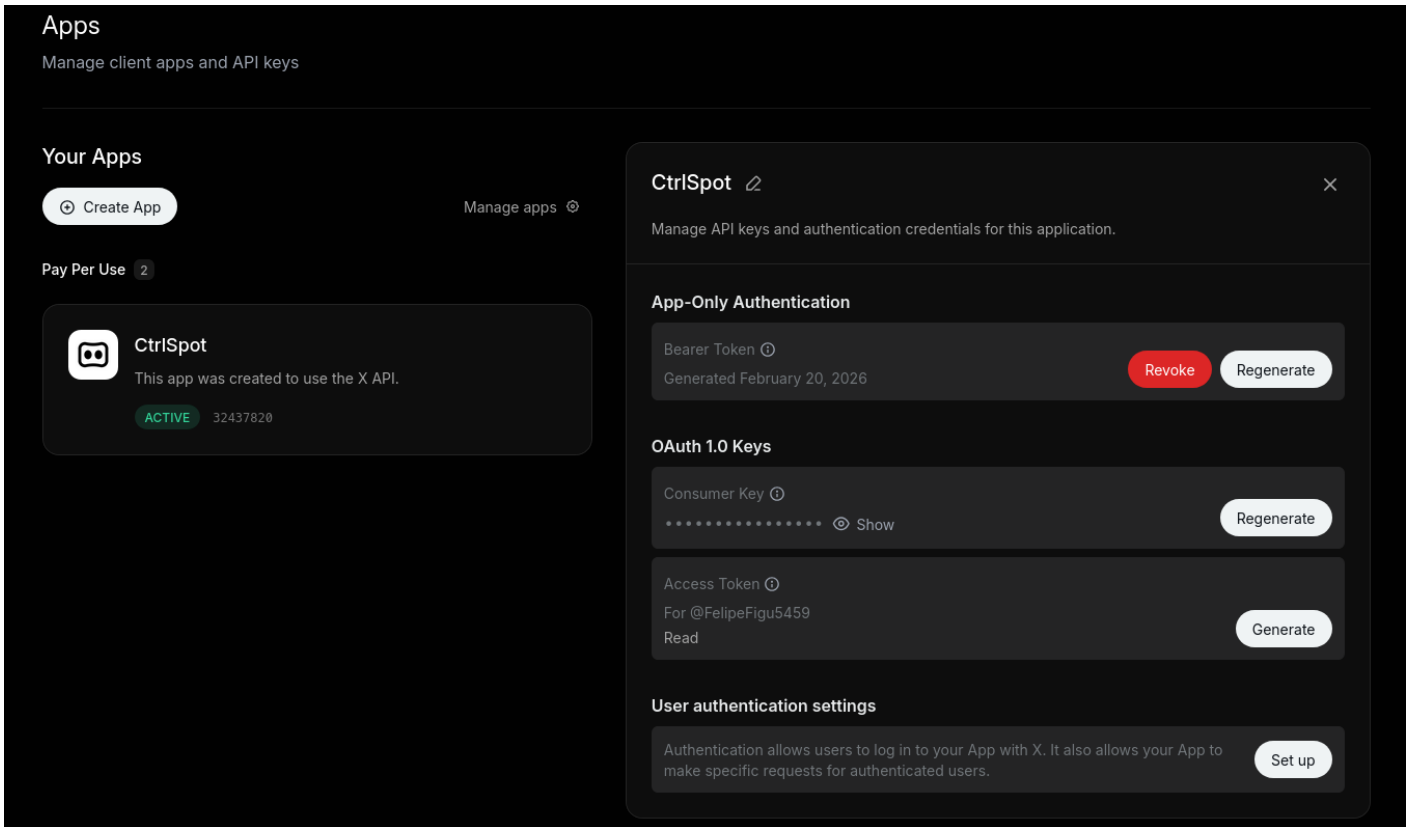 Apps
Manage client apps and API keys
Your Apps
Create App
Manage apps
Pay Per Use 2
CtrlSpot
This app was created to use the X API.
ACTIVE 32437820
CtrlSpot
Manage API keys and authentication credentials for this application.
App-Only Authentication
Bearer Token
Generated February 20, 2026
Revoke
Regenerate
OAuth 1.0 Keys
Consumer Key
•••••••••••••••• Show
Regenerate
Access Token
For @FelipeFigu5459
Read
Generate
User authentication settings
Authentication allows users to log in to your App with X. It also allows your App to
make specific requests for authenticated users.
Set up